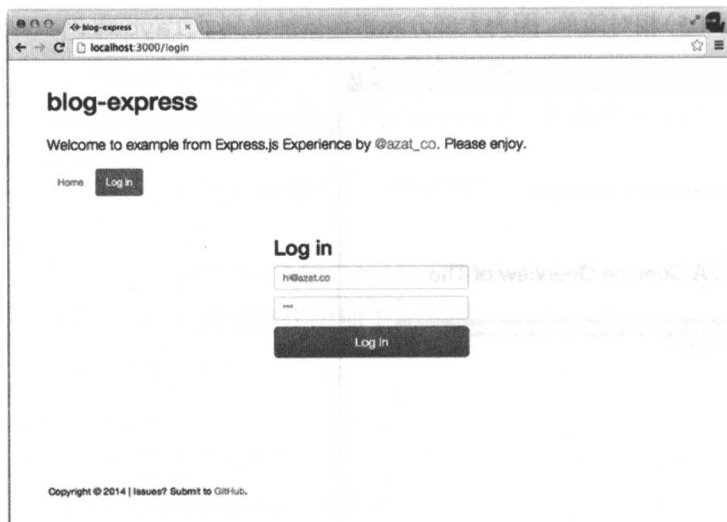 blog-express
localhost:3000/login
blog-express
Welcome to example from Express.js Experience by @azat_co. Please enjoy.
Home Log in
Log in
hi@azat.co
***
Log in
Copyright © 2014 | Issues? Submit to GitHub.